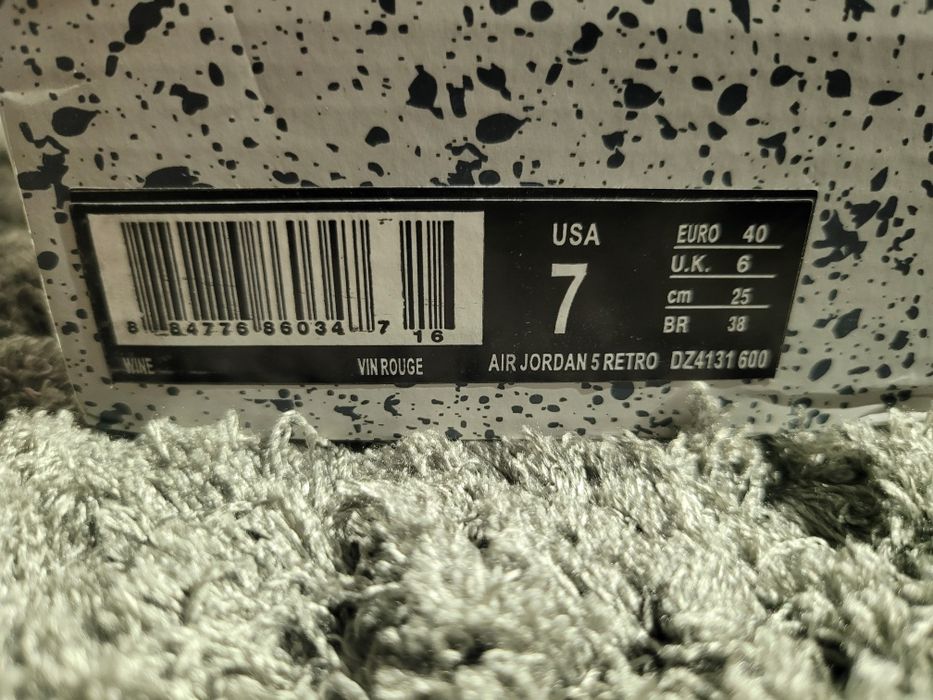 USA
7
EURO 40
U.K. 6
cm 25
BR 38
8 84776 86034 7 16
WINE VIN ROUGE AIR JORDAN 5 RETRO DZ4131 600